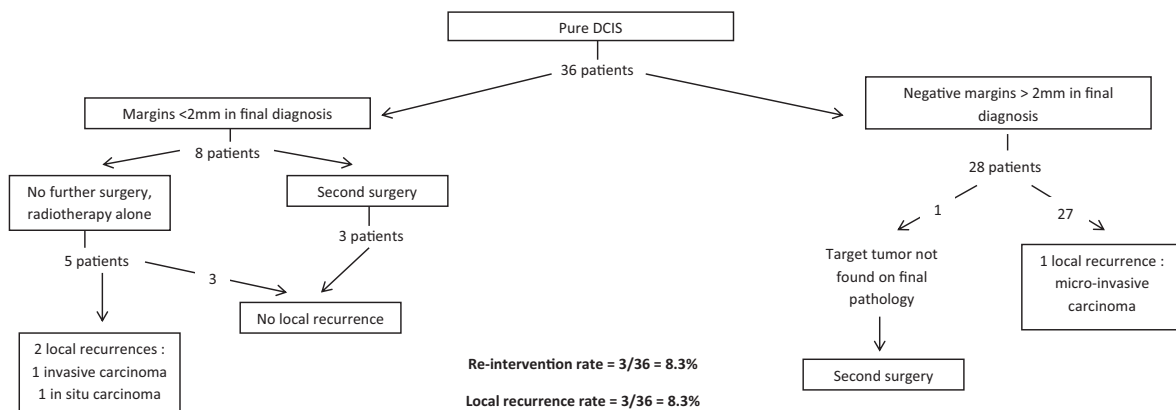 Pure DCIS
36 patients
Margins <2mm in final diagnosis
Negative margins > 2mm in final
diagnosis
8 patients
28 patients
No further surgery,
radiotherapy alone
Second surgery
1
27
3 patients
5 patients
3
Target tumor not
found on final
pathology
1 local recurrence :
micro-invasive
carcinoma
No local recurrence
2 local recurrences :
1 invasive carcinoma
1 in situ carcinoma
Re-intervention rate = 3/36 = 8.3%
Second surgery
Local recurrence rate = 3/36 = 8.3%